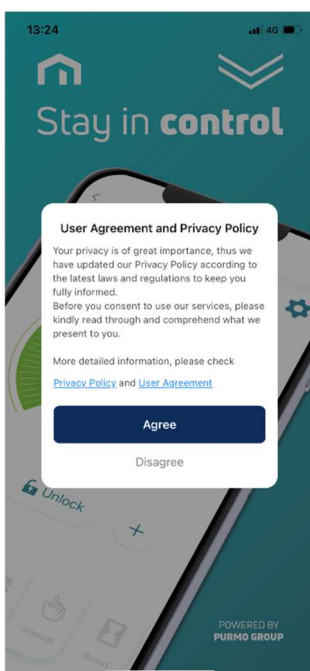 13:24
4G
Stay in control
User Agreement and Privacy Policy
Your privacy is of great importance, thus we
have updated our Privacy Policy according to
the latest laws and regulations to keep you
fully informed.
Before you consent to use our services, please
kindly read through and comprehend what we
present to you.
More detailed information, please check
Privacy Policy and User Agreement
Agree
Disagree
Unlock
+
Manual
Boost
POWERED BY
PURMO GROUP